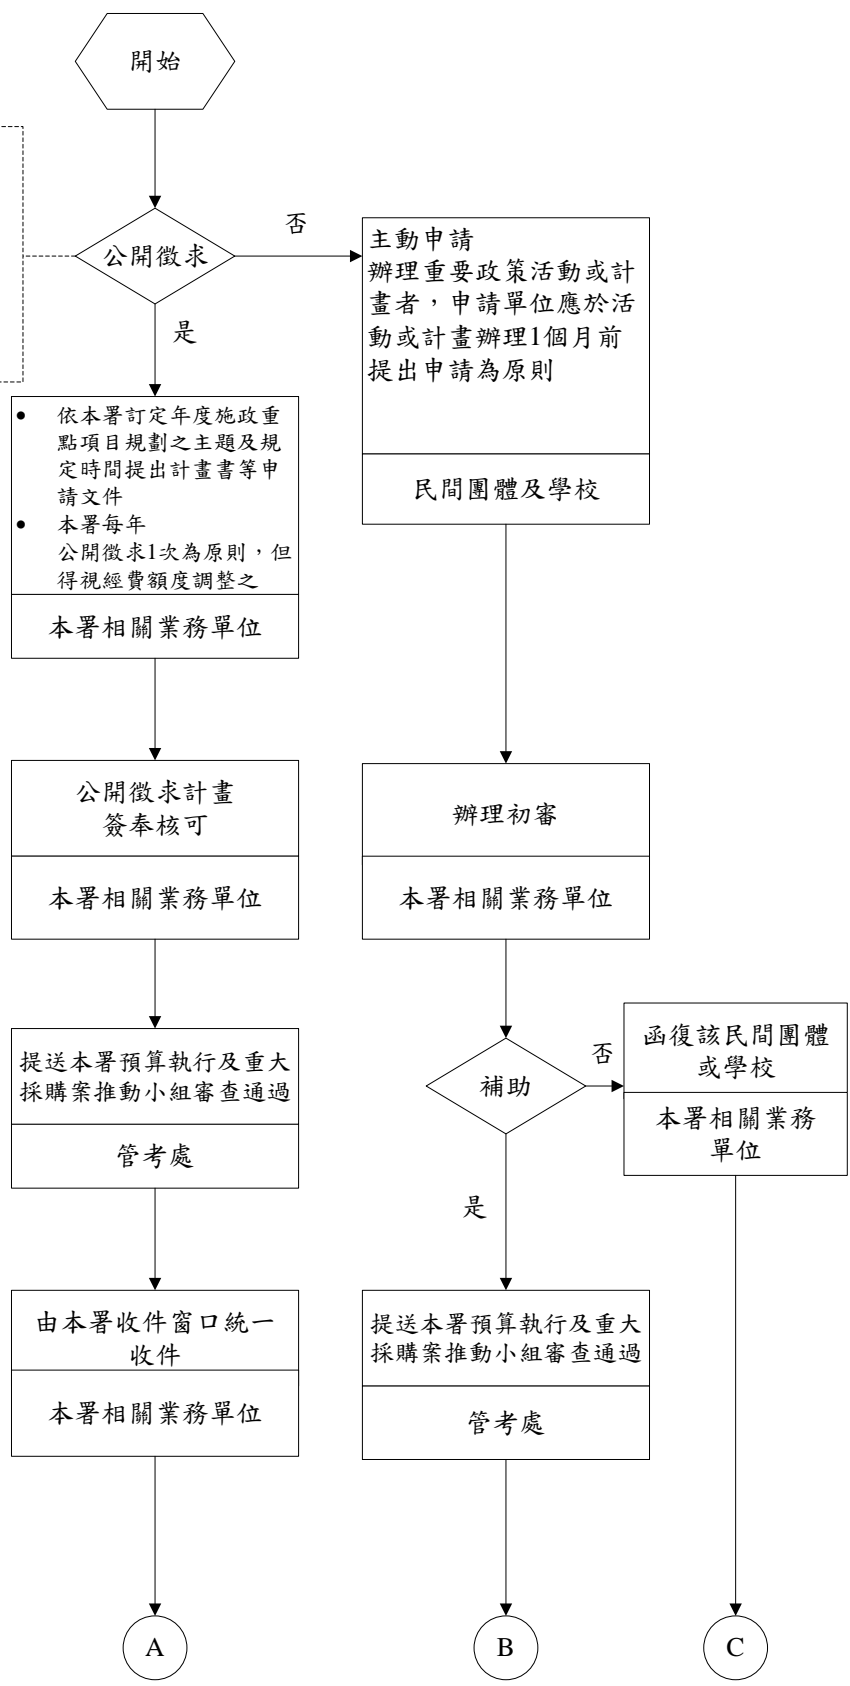 開始
公開徵求
否
是
主動申請
辦理重要政策活動或計
畫者，申請單位應於活
動或計畫辦理1個月前
提出申請為原則
民間團體及學校
● 依本署訂定年度施政重
點項目規劃之主題及規
定時間提出計畫書等申
請文件
● 本署每年
公開徵求1次為原則，但
得視經費額度調整之
本署相關業務單位
公開徵求計畫
簽奉核可
本署相關業務單位
辦理初審
本署相關業務單位
提送本署預算執行及重大
採購案推動小組審查通過
管考處
補助
否
是
函復該民間團體
或學校
本署相關業務
單位
由本署收件窗口統一
收件
本署相關業務單位
提送本署預算執行及重大
採購案推動小組審查通過
管考處
A
B
C